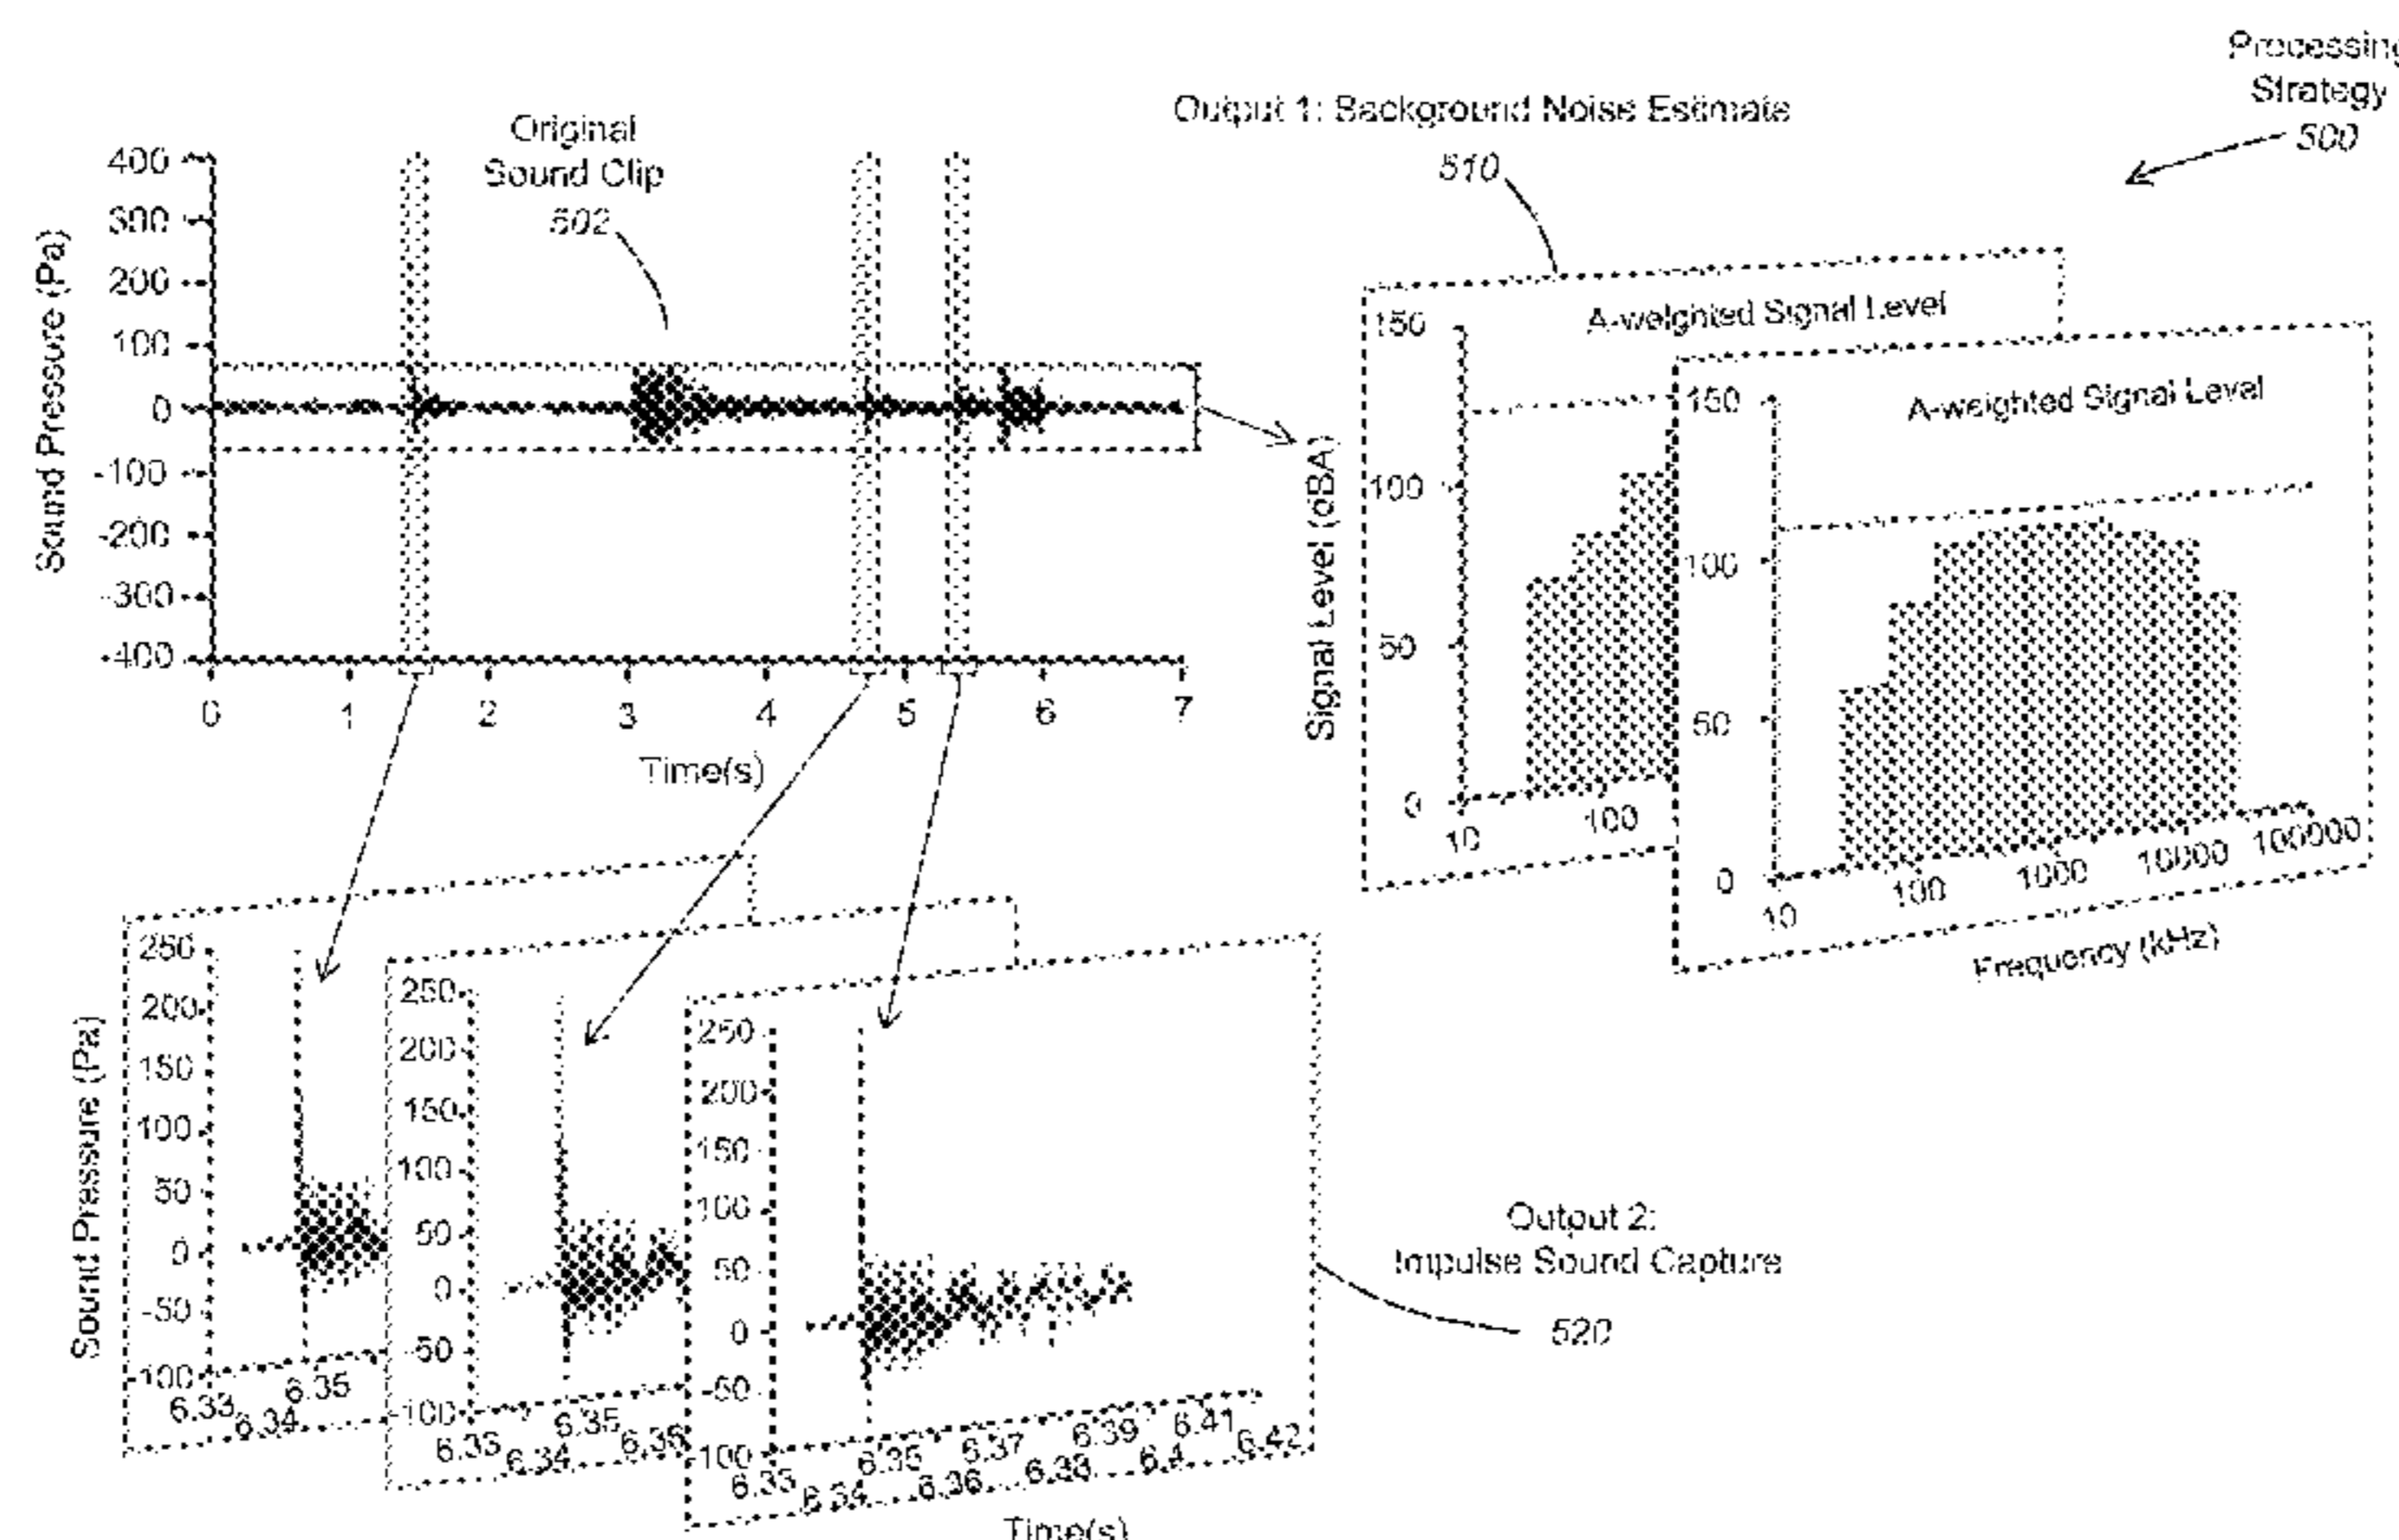 Processing
Strategy
500
Output 1: Background Noise Estimate
510
Original
Sound Clip
502
Sound Pressure (Pa)
400
300
200
100
0
-100
-200
-300
-400
0 1 2 3 4 5 6 7
Time(s)
Signal Level (dBA)
A-weighted Signal Level
150
100
50
0
10 100
A-weighted Signal Level
150
100
50
0
10 100 1000 10000 100000
Frequency (kHz)
Sound Pressure (Pa)
250
200
150
100
50
0
-50
-100
6.33 6.34 6.35
250
200
150
100
50
0
-50
-100
6.33 6.34 6.35 6.36
250
200
150
100
50
0
-50
-100
6.33 6.34 6.35 6.36 6.37 6.38 6.39 6.4 6.41 6.42
Time(s)
Output 2:
Impulse Sound Capture
520